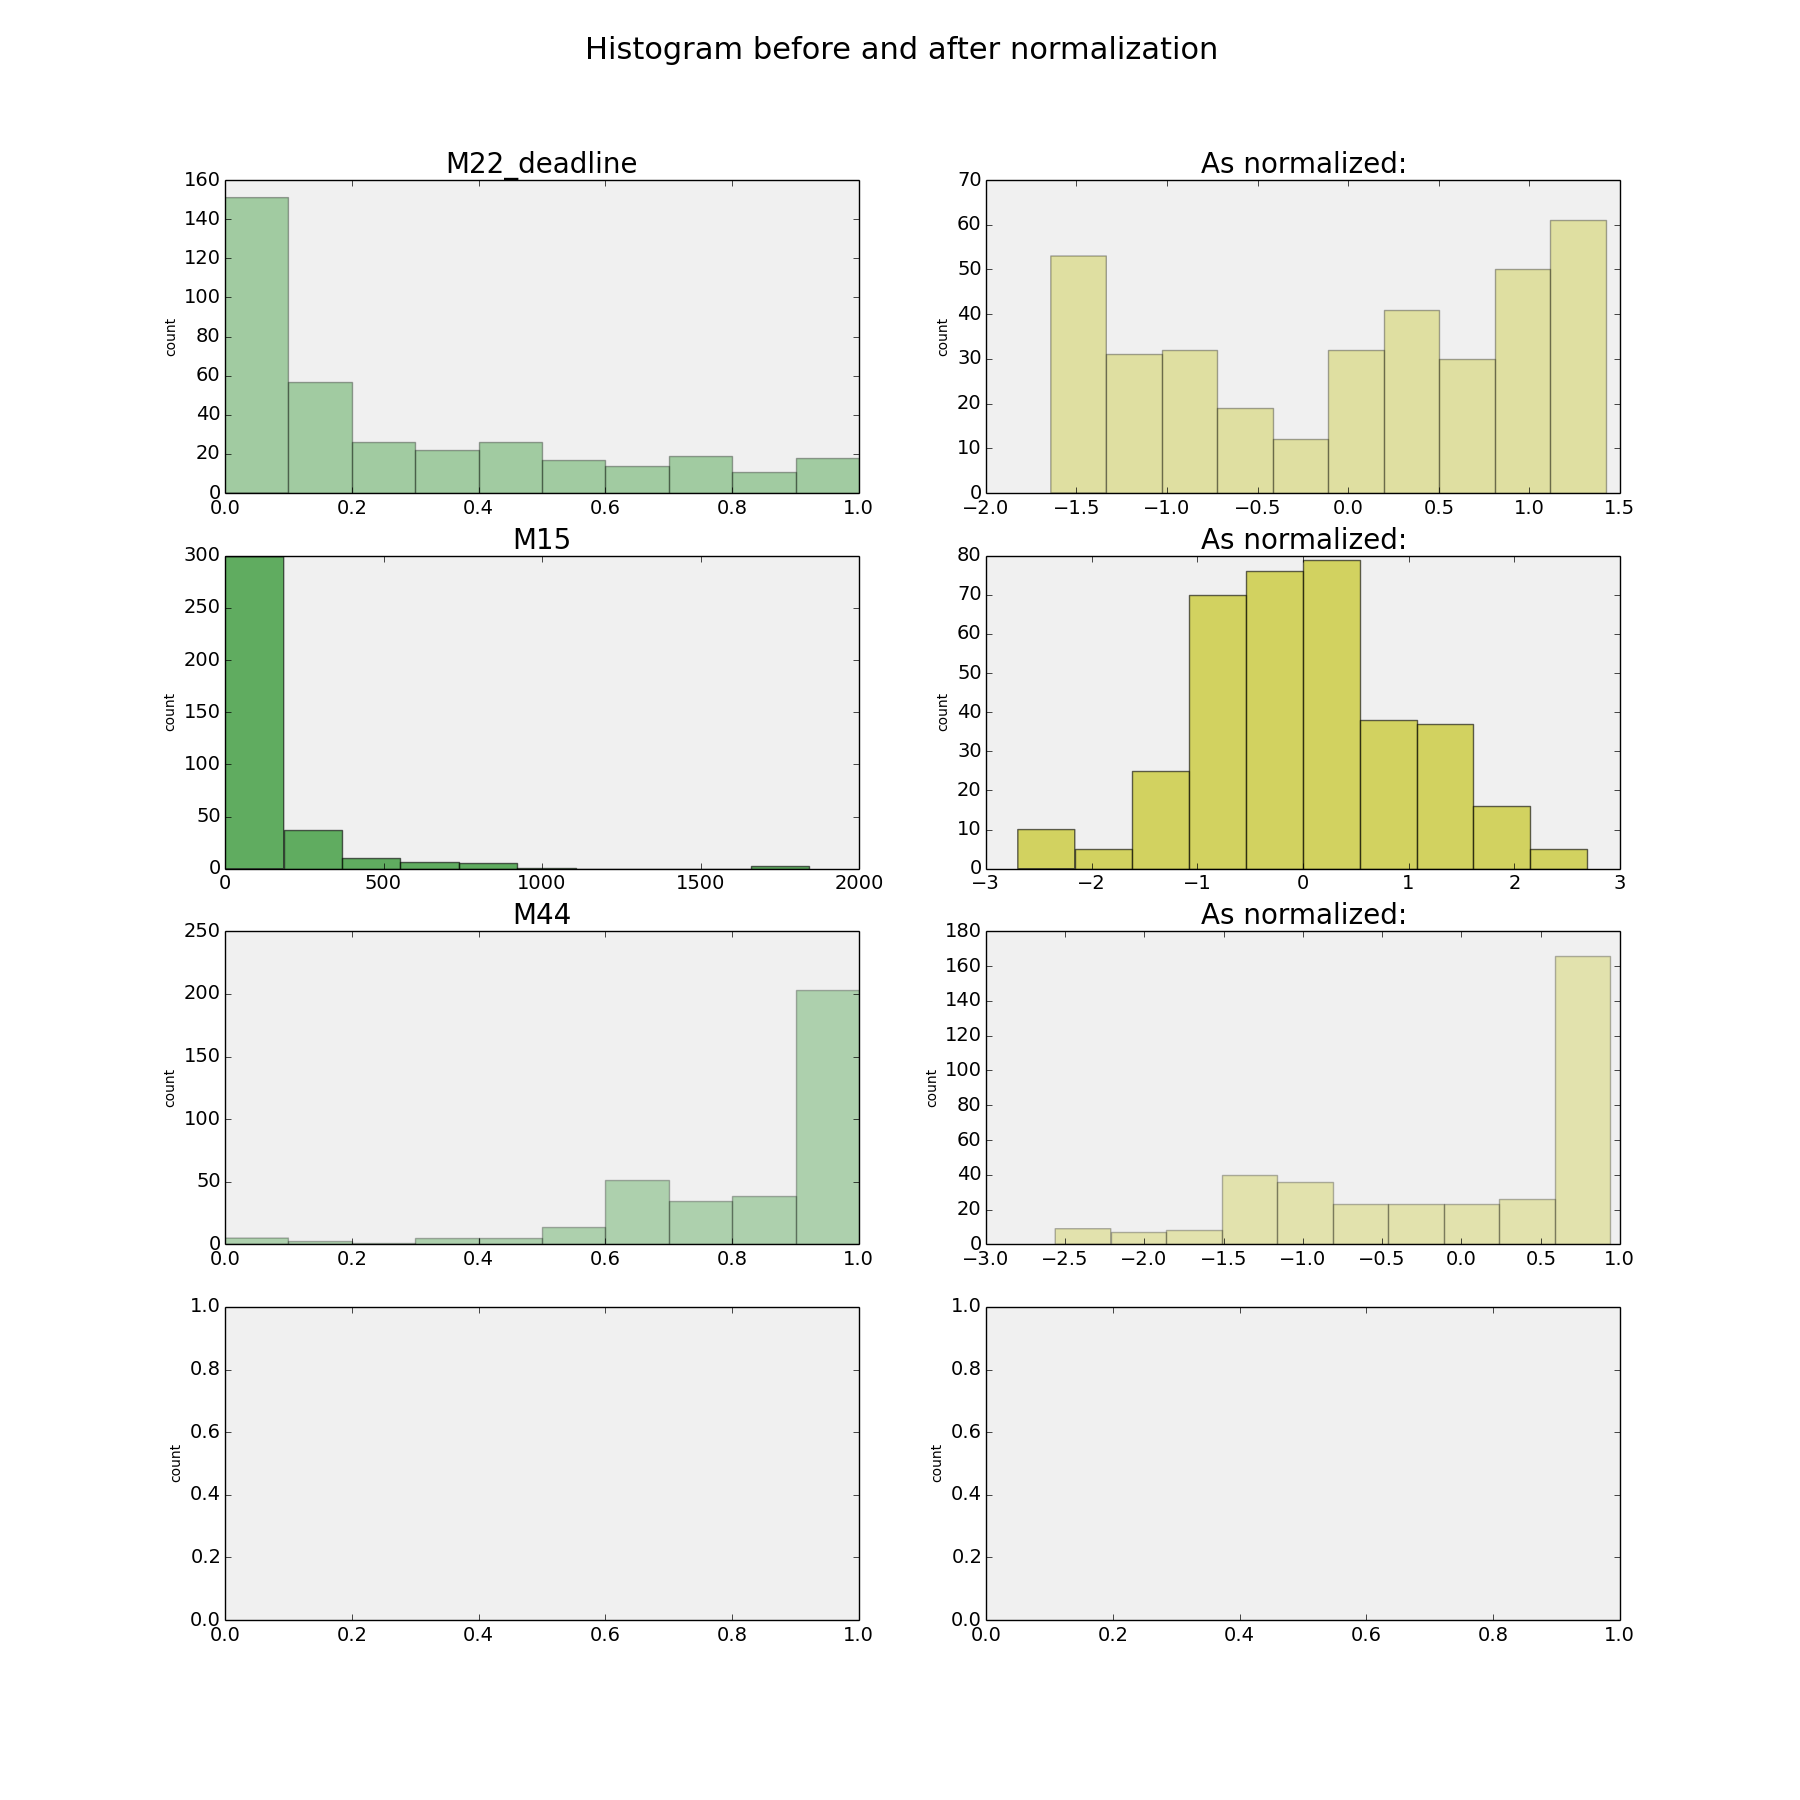 Histogram before and after normalization
M22_deadline
160
140
120
100
80
60
40
20
0
count
0.0 0.2 0.4 0.6 0.8 1.0
As normalized:
70
60
50
40
30
20
10
0
count
−2.0 −1.5 −1.0 −0.5 0.0 0.5 1.0 1.5
M15
300
250
200
150
100
50
0
count
0 500 1000 1500 2000
As normalized:
80
70
60
50
40
30
20
10
0
count
−3 −2 −1 0 1 2 3
M44
250
200
150
100
50
0
count
0.0 0.2 0.4 0.6 0.8 1.0
As normalized:
180
160
140
120
100
80
60
40
20
0
count
−3.0 −2.5 −2.0 −1.5 −1.0 −0.5 0.0 0.5 1.0
1.0
0.8
0.6
0.4
0.2
0.0
count
0.0 0.2 0.4 0.6 0.8 1.0
1.0
0.8
0.6
0.4
0.2
0.0
count
0.0 0.2 0.4 0.6 0.8 1.0